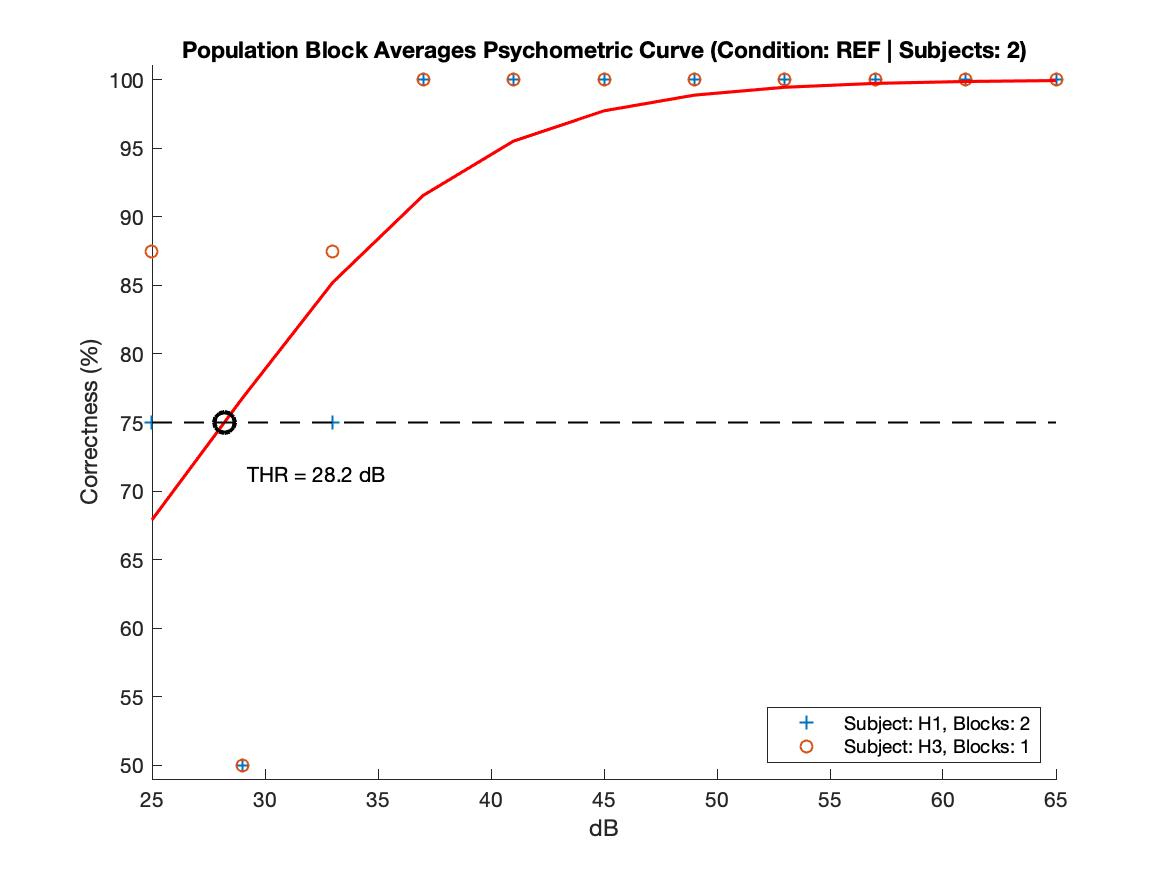 Population Block Averages Psychometric Curve (Condition: REF | Subjects: 2)
100
95
90
85
80
75
70
65
60
55
50
Correctness (%)
THR = 28.2 dB
Subject: H1, Blocks: 2
Subject: H3, Blocks: 1
25 30 35 40 45 50 55 60 65
dB